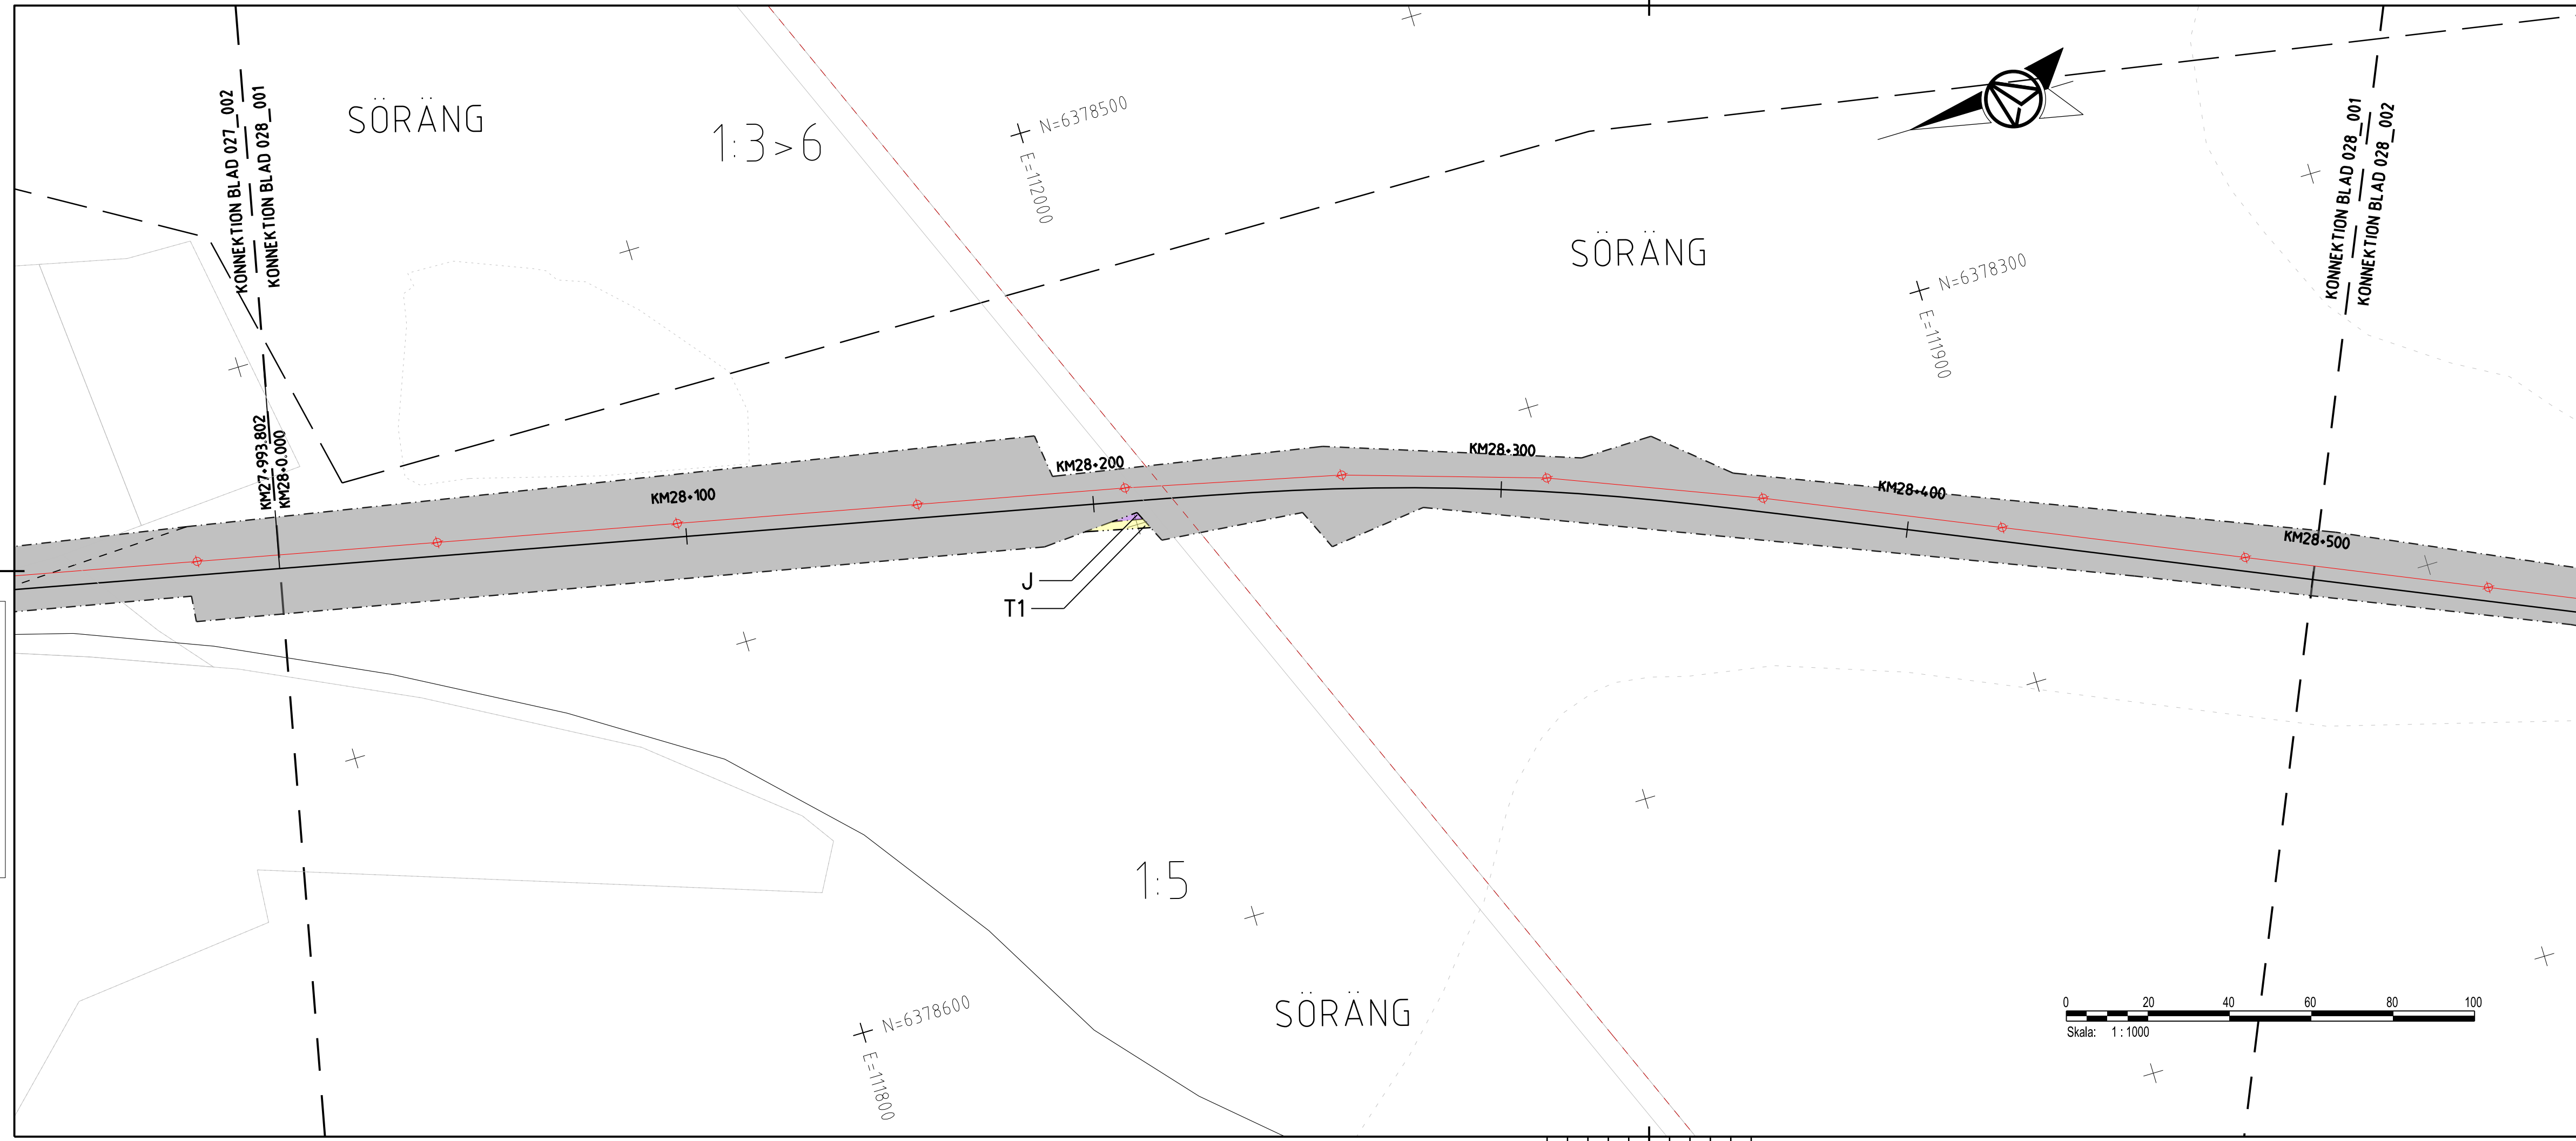 KONNEKTION BLAD 027_002
KONNEKTION BLAD 028_001
SÖRÄNG
1:3>6
N=6378500
E=112000
SÖRÄNG
N=6378300
E=111900
KONNEKTION BLAD 028_001
KONNEKTION BLAD 028_002
KM27+993.802
KM28+0.000
KM28+100
KM28+200
KM28+300
KM28+400
KM28+500
J
T1
1:5
SÖRÄNG
N=6378600
E=111800
0 20 40 60 80 100
Skala: 1 : 1000